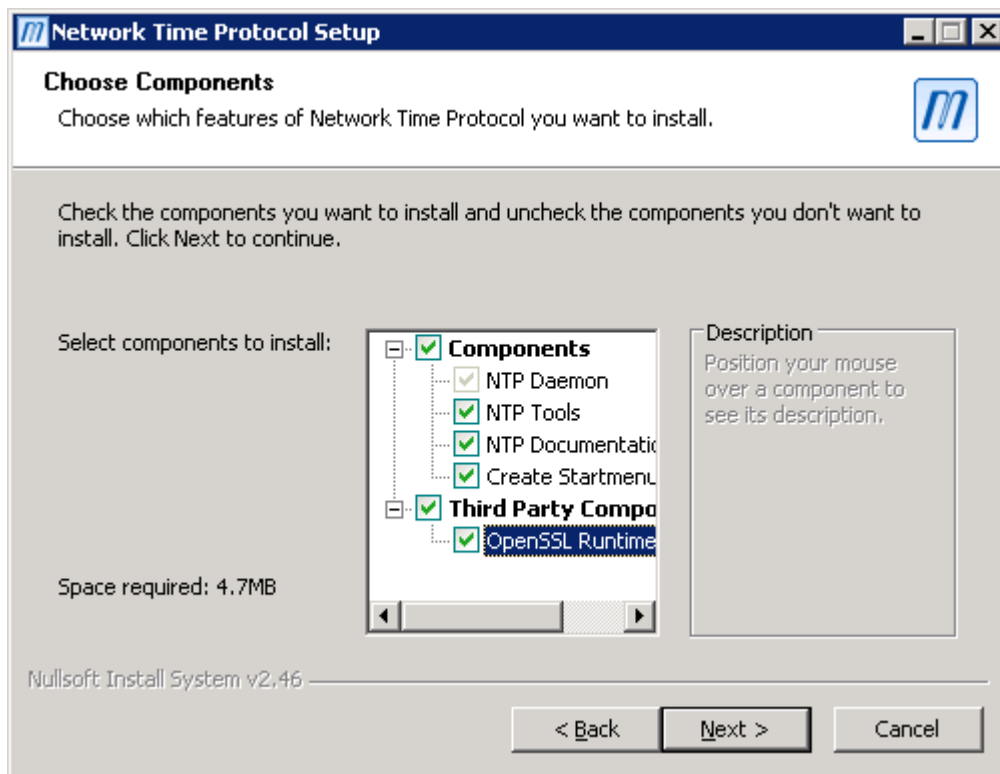 Network Time Protocol Setup
Choose Components
Choose which features of Network Time Protocol you want to install.
Check the components you want to install and uncheck the components you don't want to
install. Click Next to continue.
Select components to install:
Components
NTP Daemon
NTP Tools
NTP Documentatic
Create Startmenu
Third Party Compo
OpenSSL Runtime
Description
Position your mouse
over a component to
see its description.
Space required: 4.7MB
Nullsoft Install System v2.46
< Back
Next >
Cancel